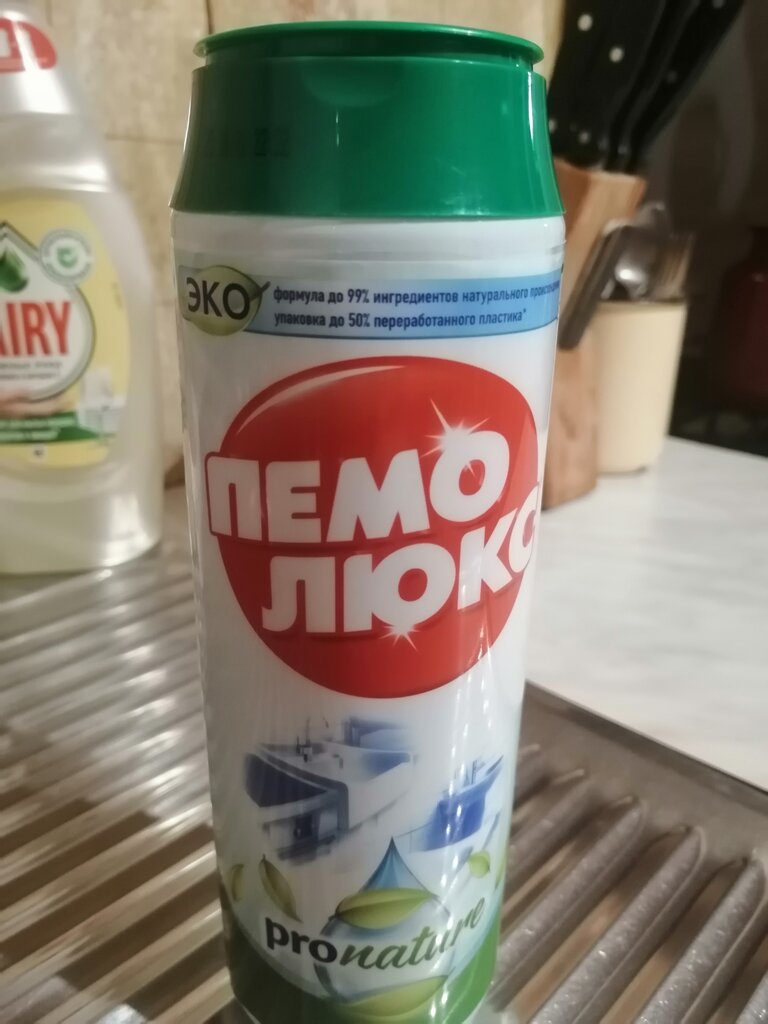 ЭКО
формула до 99% ингредиентов натурального
упаковка до 50% переработанного пластика*
ПЕМО
ЛЮКС
pronature
AIRY